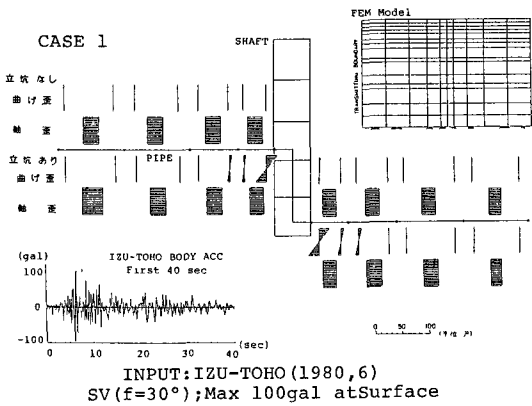 FEM Model
CASE 1
SHAFT
TRANSMITTING BOUNDARY
立坑なし
曲げ歪
軸歪
立坑あり
PIPE
曲げ歪
軸歪
(gal)
IZU-TOHO BODY ACC
First 40 sec
100
0
-100
0 10 20 30 40 (sec)
0 50 100
INPUT:IZU-TOHO(1980,6)
SV(f=30°);Max 100gal atSurface